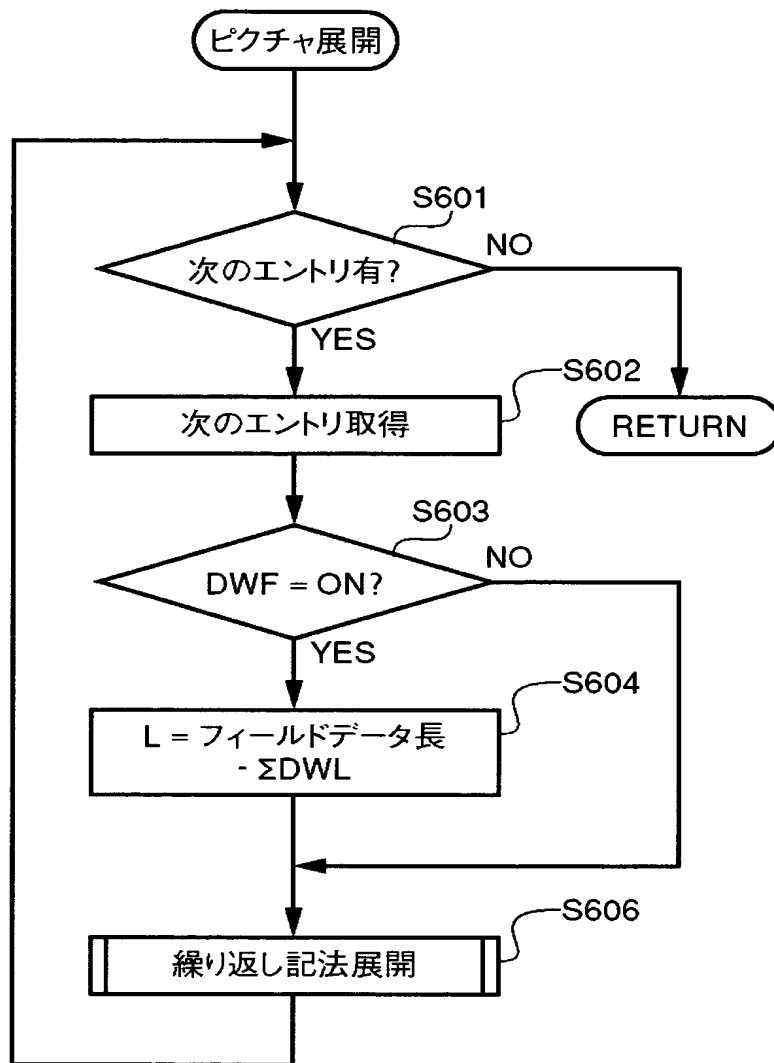 ピクチャ展開
S601
次のエントリ有?
NO
YES
S602
次のエントリ取得
RETURN
S603
DWF = ON?
NO
YES
S604
L = フィールドデータ長
- ΣDWL
S606
繰り返し記法展開